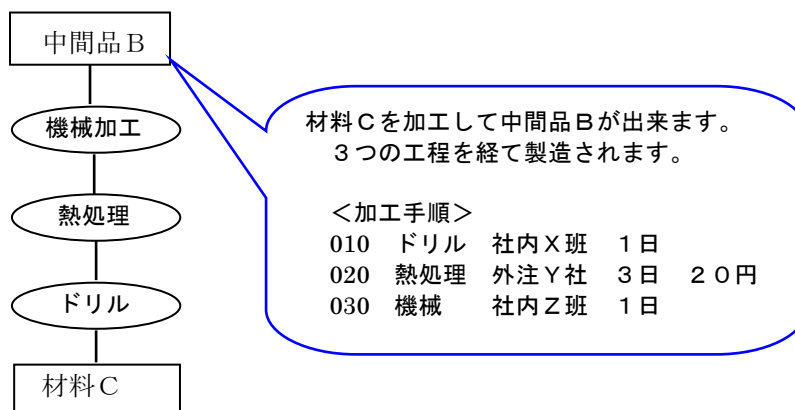 中間品Ｂ
機械加工
熱処理
ドリル
材料Ｃ
材料Ｃを加工して中間品Ｂが出来ます。
３つの工程を経て製造されます。
＜加工手順＞
010　ドリル　社内Ｘ班　１日
020　熱処理　外注Ｙ社　３日　２０円
030　機械　　社内Ｚ班　１日